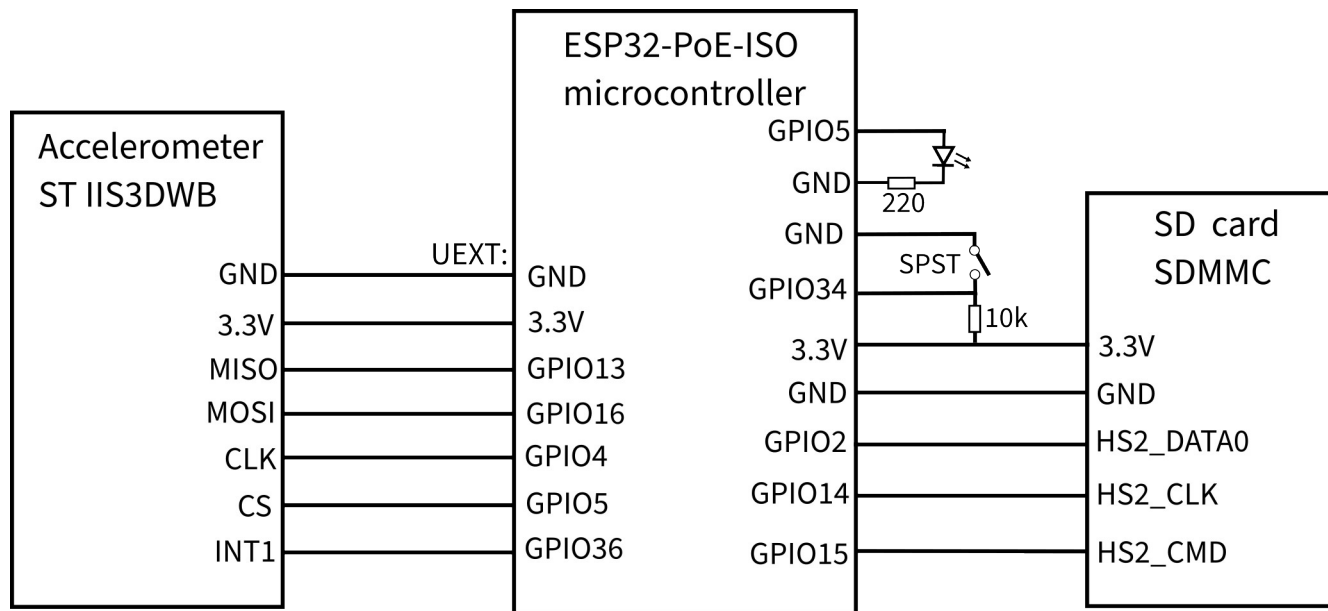 ESP32-PoE-ISO
microcontroller
Accelerometer
ST IIS3DWB
GND
3.3V
MISO
MOSI
CLK
CS
INT1
UEXT:
GND
3.3V
GPIO13
GPIO16
GPIO4
GPIO5
GPIO36
GPIO5
GND
220
GND
SPST
GPIO34
10k
3.3V
GND
GPIO2
GPIO14
GPIO15
SD card
SDMMC
3.3V
GND
HS2_DATA0
HS2_CLK
HS2_CMD